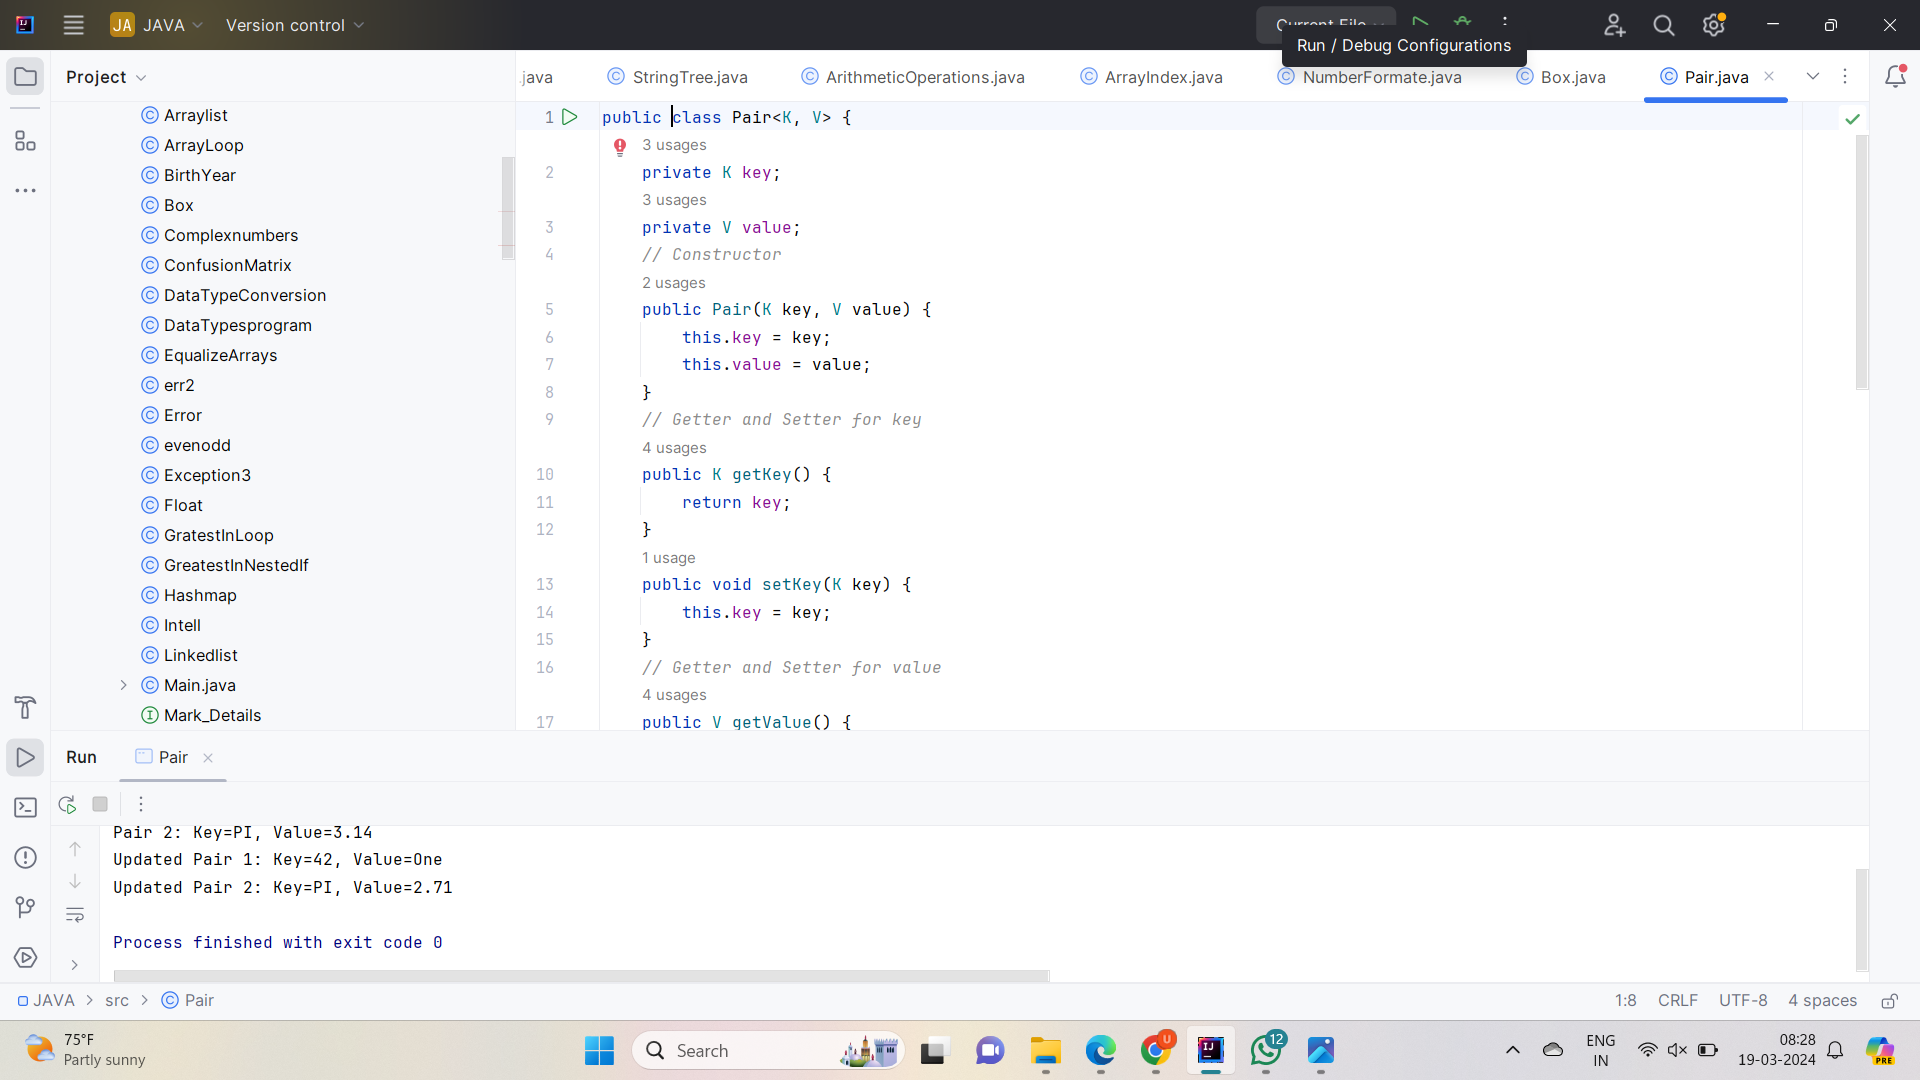 JA JAVA Version control Current File
Run / Debug Configurations
Project
.java StringTree.java ArithmeticOperations.java ArrayIndex.java NumberFormate.java Box.java Pair.java
Arraylist
ArrayLoop
BirthYear
Box
Complexnumbers
ConfusionMatrix
DataTypeConversion
DataTypesprogram
EqualizeArrays
err2
Error
evenodd
Exception3
Float
GratestInLoop
GreatestInNestedIf
Hashmap
Intell
Linkedlist
Main.java
Mark_Details
1 public class Pair<K, V> {
3 usages
2 private K key;
3 usages
3 private V value;
4 // Constructor
2 usages
5 public Pair(K key, V value) {
6 this.key = key;
7 this.value = value;
8 }
9 // Getter and Setter for key
4 usages
10 public K getKey() {
11 return key;
12 }
1 usage
13 public void setKey(K key) {
14 this.key = key;
15 }
16 // Getter and Setter for value
4 usages
17 public V getValue() {
Run Pair
Pair 2: Key=PI, Value=3.14
Updated Pair 1: Key=42, Value=One
Updated Pair 2: Key=PI, Value=2.71
Process finished with exit code 0
JAVA > src > Pair 1:8 CRLF UTF-8 4 spaces
75°F
Partly sunny
Search
U
IJ
12
ENG
IN
08:28
19-03-2024
PRE